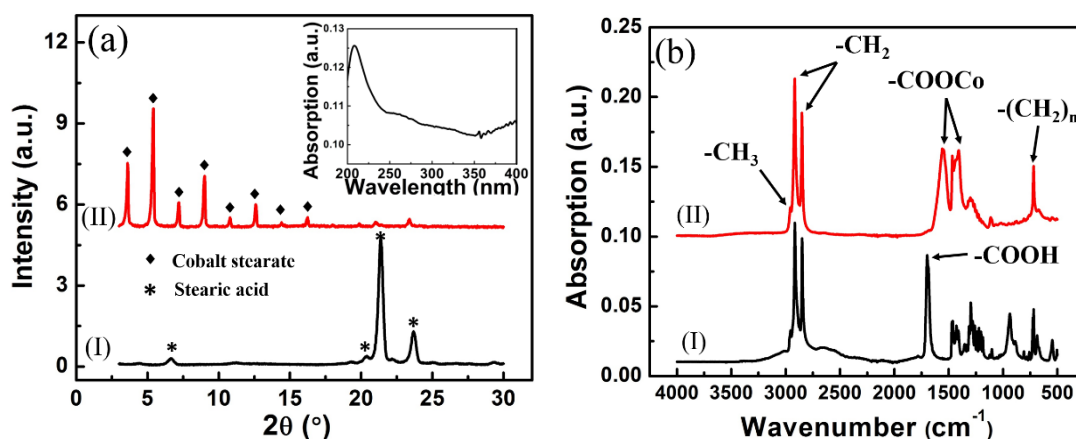 (a)
Intensity (a.u.)
12
9
6
3
0
(II)
(I)
♦ Cobalt stearate
* Stearic acid
0 5 10 15 20 25 30
2θ (°)
Absorption (a.u.)
0.13
0.12
0.11
0.10
200 250 300 350 400
Wavelength (nm)
(b)
Absorption (a.u.)
0.25
0.20
0.15
0.10
0.05
0.00
-CH2
-COOCo
-(CH2)n
-CH3
(II)
-COOH
(I)
4000 3500 3000 2500 2000 1500 1000 500
Wavenumber (cm-1)